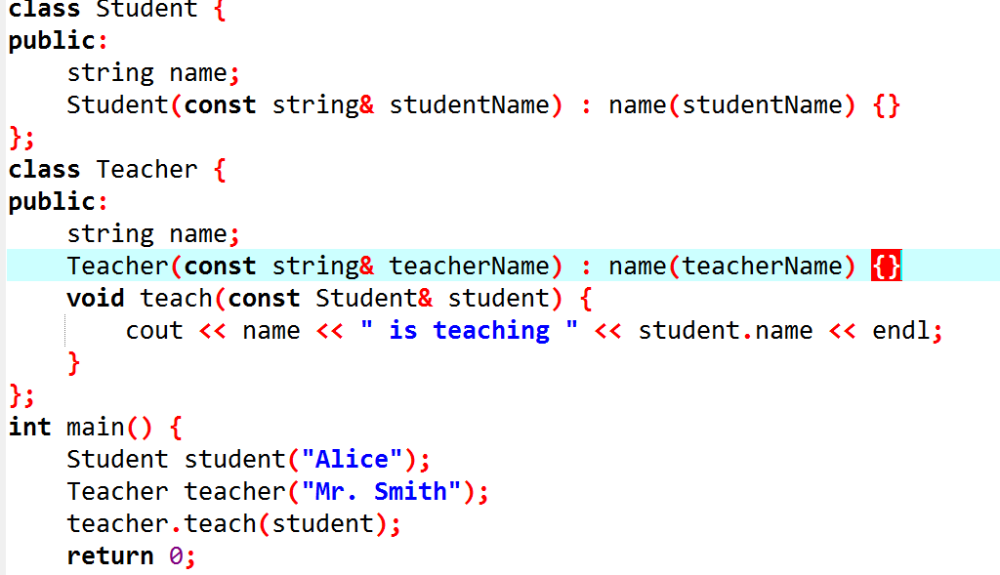 class Student {
public:
    string name;
    Student(const string& studentName) : name(studentName) {}
};
class Teacher {
public:
    string name;
    Teacher(const string& teacherName) : name(teacherName) {}
    void teach(const Student& student) {
        cout << name << " is teaching " << student.name << endl;
    }
};
int main() {
    Student student("Alice");
    Teacher teacher("Mr. Smith");
    teacher.teach(student);
    return 0;